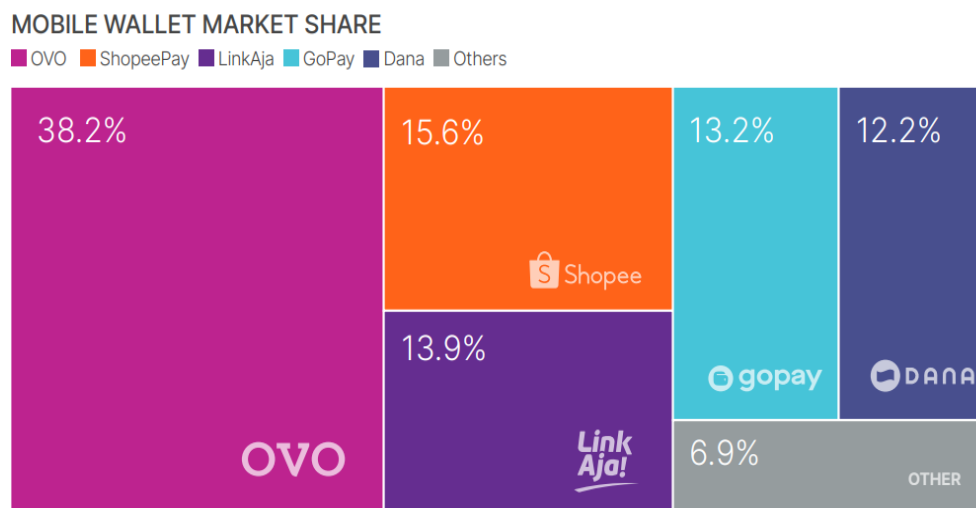 MOBILE WALLET MARKET SHARE
OVO ShopeePay LinkAja GoPay Dana Others
38.2%
OVO
15.6%
S Shopee
13.9%
Link
Aja!
13.2%
gopay
12.2%
DANA
6.9%
OTHER